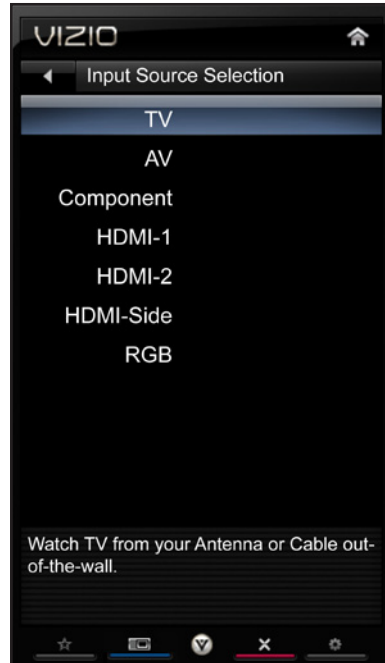 VIZIO
Input Source Selection
TV
AV
Component
HDMI-1
HDMI-2
HDMI-Side
RGB
Watch TV from your Antenna or Cable out-
of-the-wall.
V